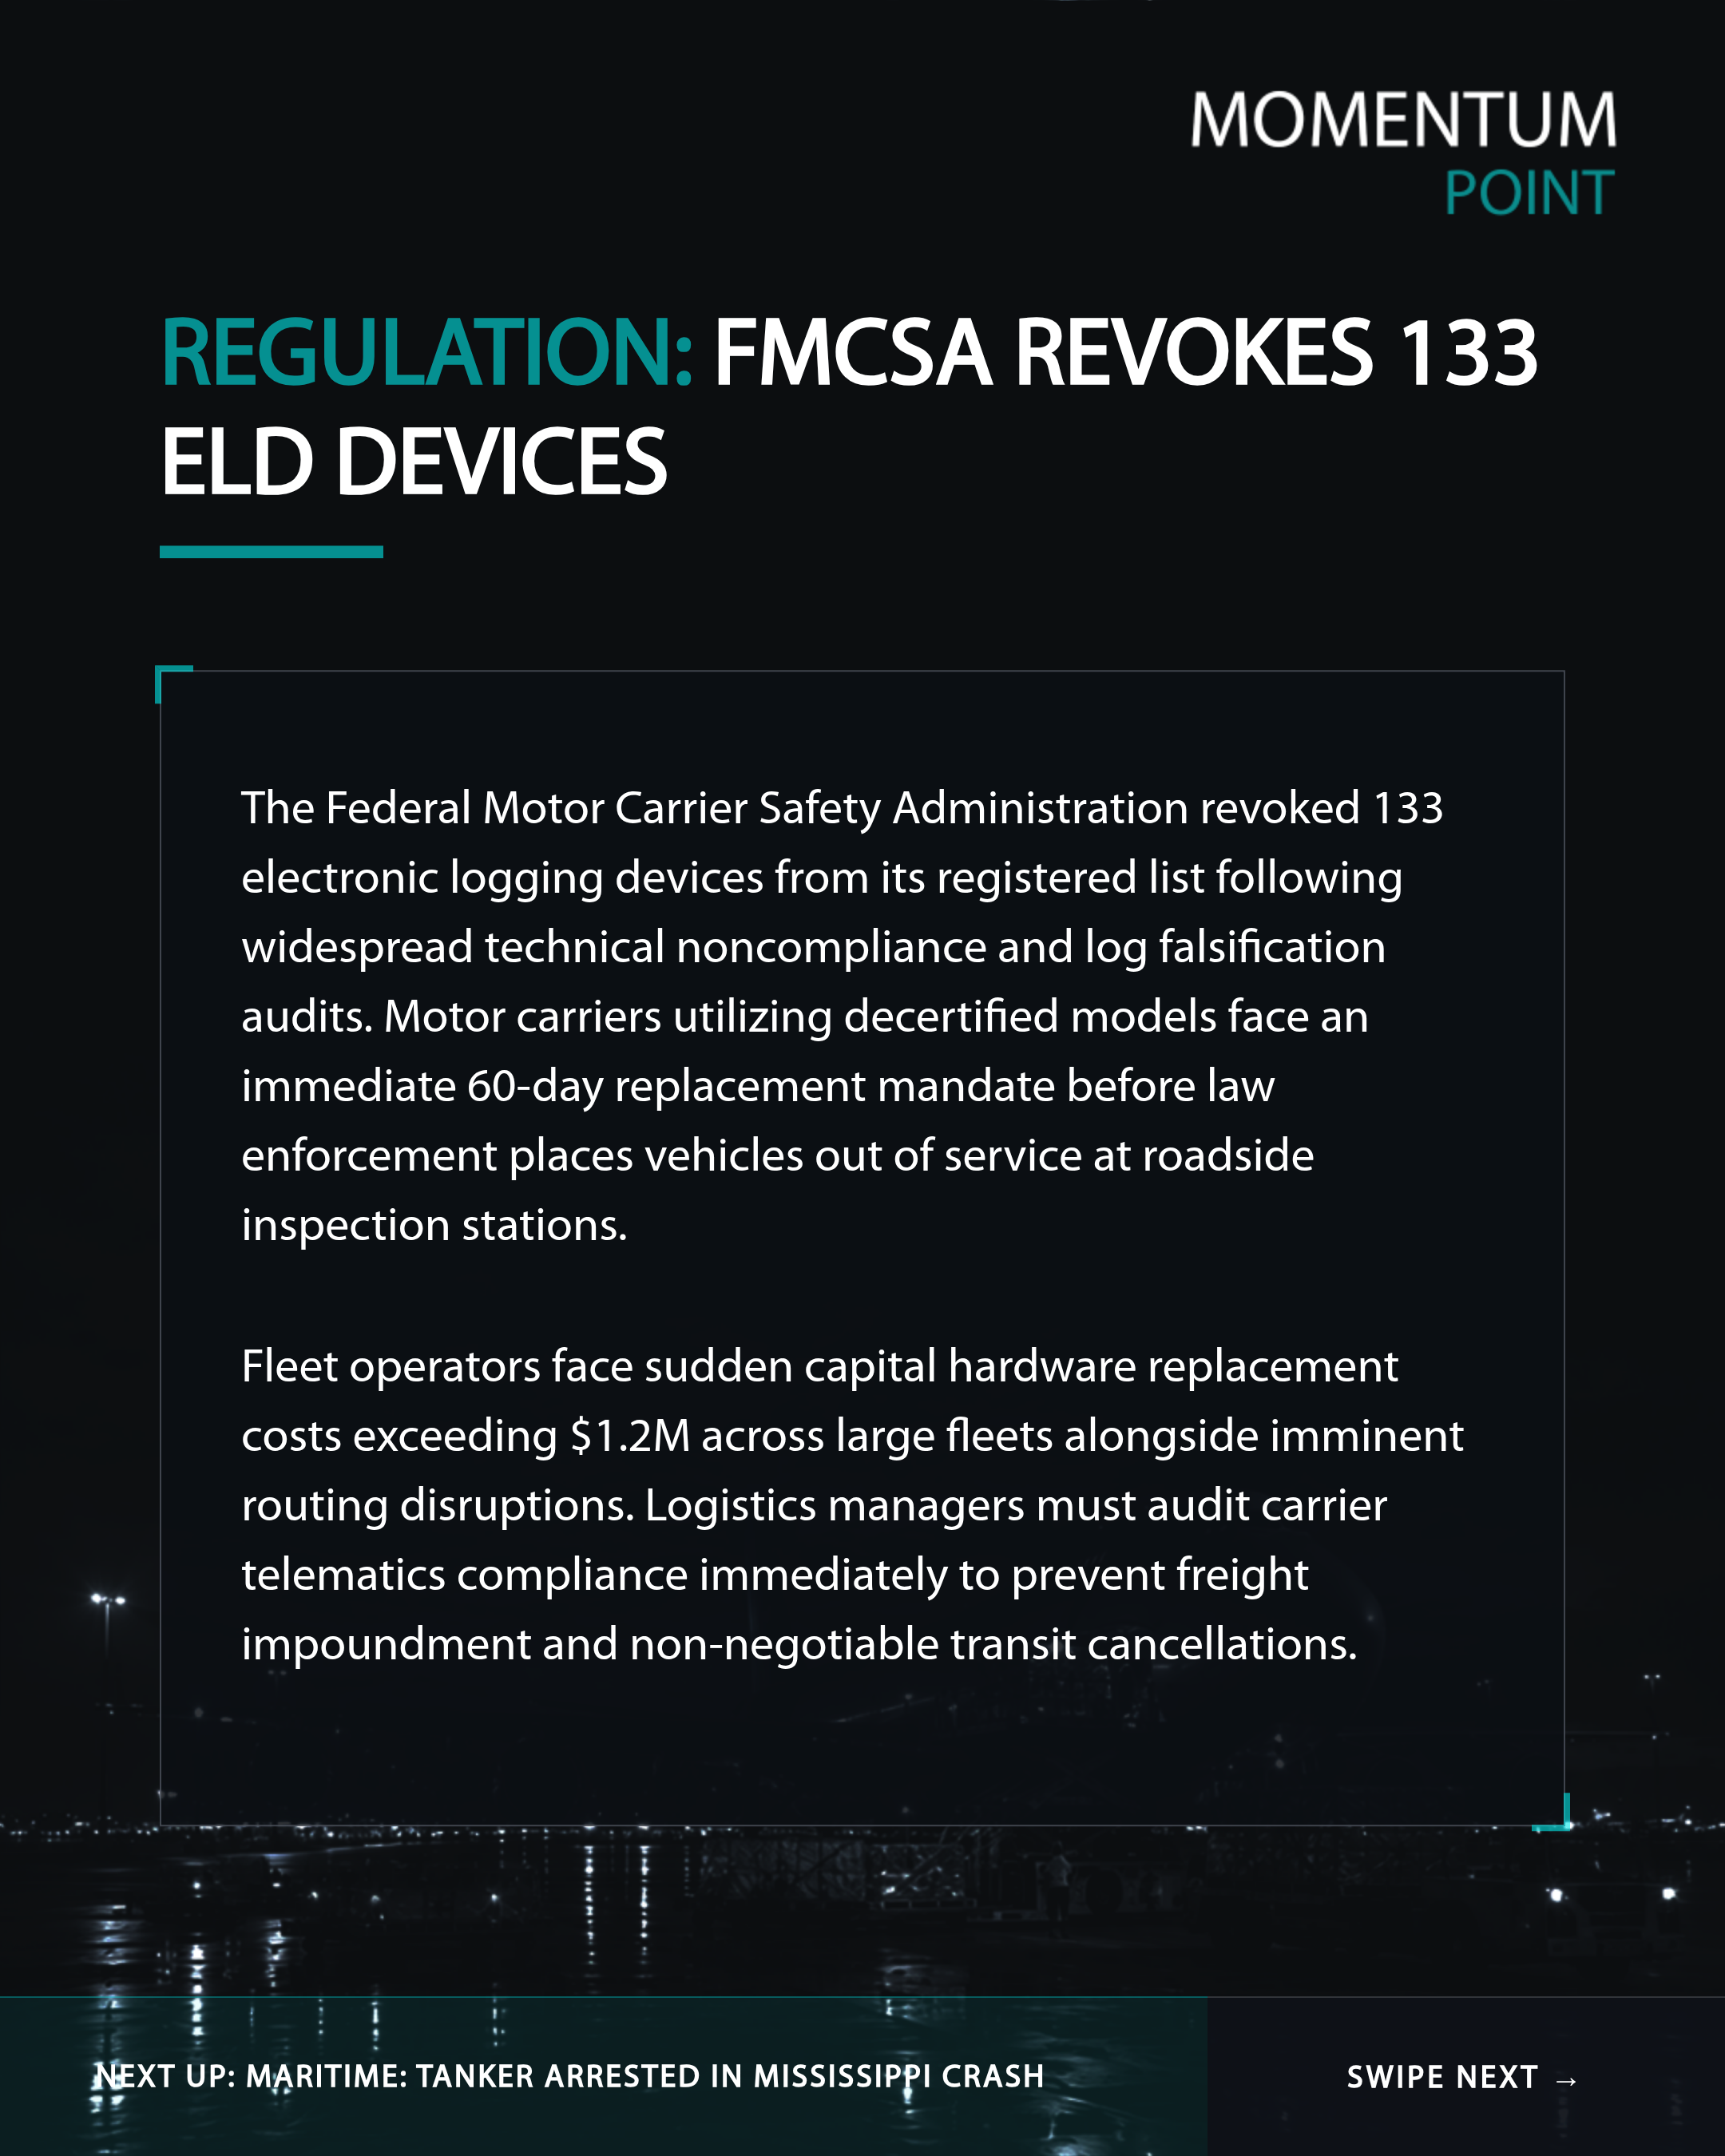 MOMENTUM
POINT
REGULATION: FMCSA REVOKES 133
ELD DEVICES
The Federal Motor Carrier Safety Administration revoked 133
electronic logging devices from its registered list following
widespread technical noncompliance and log falsification
audits. Motor carriers utilizing decertified models face an
immediate 60-day replacement mandate before law
enforcement places vehicles out of service at roadside
inspection stations.
Fleet operators face sudden capital hardware replacement
costs exceeding $1.2M across large fleets alongside imminent
routing disruptions. Logistics managers must audit carrier
telematics compliance immediately to prevent freight
impoundment and non-negotiable transit cancellations.
NEXT UP: MARITIME: TANKER ARRESTED IN MISSISSIPPI CRASH
SWIPE NEXT →